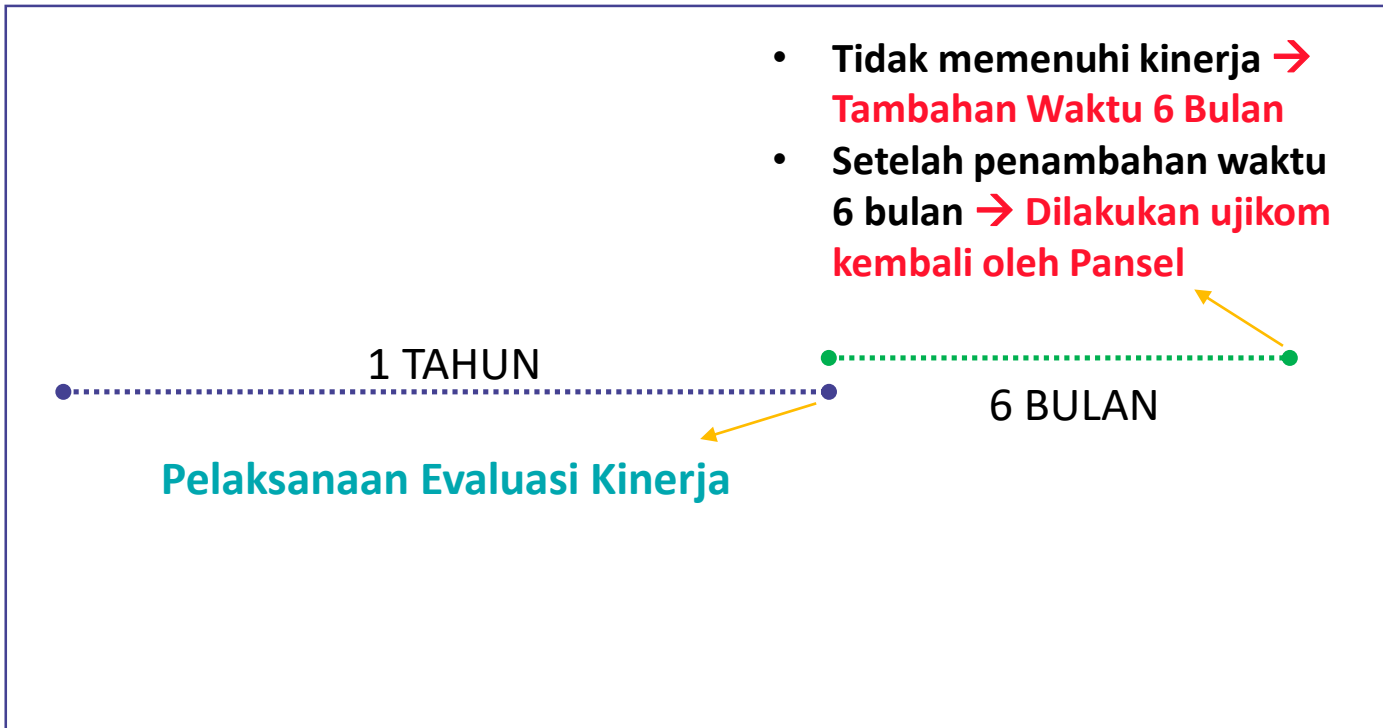 • Tidak memenuhi kinerja →
Tambahan Waktu 6 Bulan
• Setelah penambahan waktu
6 bulan → Dilakukan ujikom
kembali oleh Pansel
1 TAHUN
6 BULAN
Pelaksanaan Evaluasi Kinerja